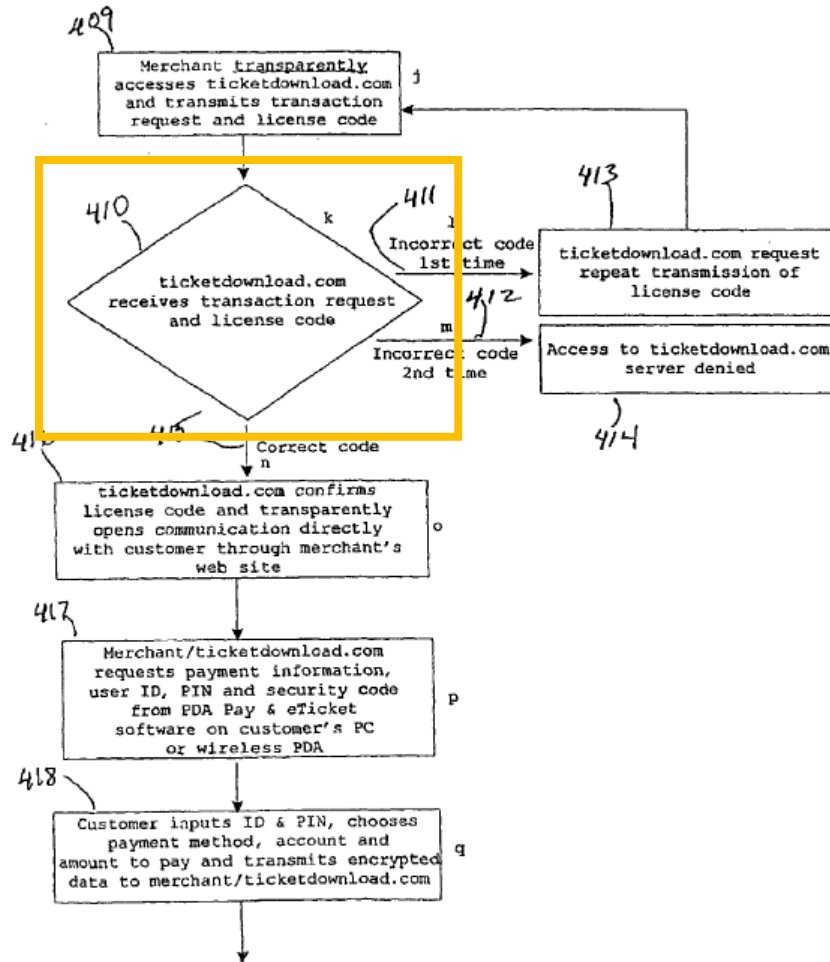 409
Merchant transparently
accesses ticketdownload.com
and transmits transaction
request and license code
j
410
k
ticketdownload.com
receives transaction request
and license code
411
Incorrect code
1st time
413
ticketdownload.com request
repeat transmission of
license code
412
m
Incorrect code
2nd time
Access to ticketdownload.com
server denied
414
415
Correct code
n
ticketdownload.com confirms
license code and transparently
opens communication directly
with customer through merchant's
web site
o
417
Merchant/ticketdownload.com
requests payment information,
user ID, PIN and security code
from PDA Pay & eTicket
software on customer's PC
or wireless PDA
p
418
Customer inputs ID & PIN, chooses
payment method, account and
amount to pay and transmits encrypted
data to merchant/ticketdownload.com
q